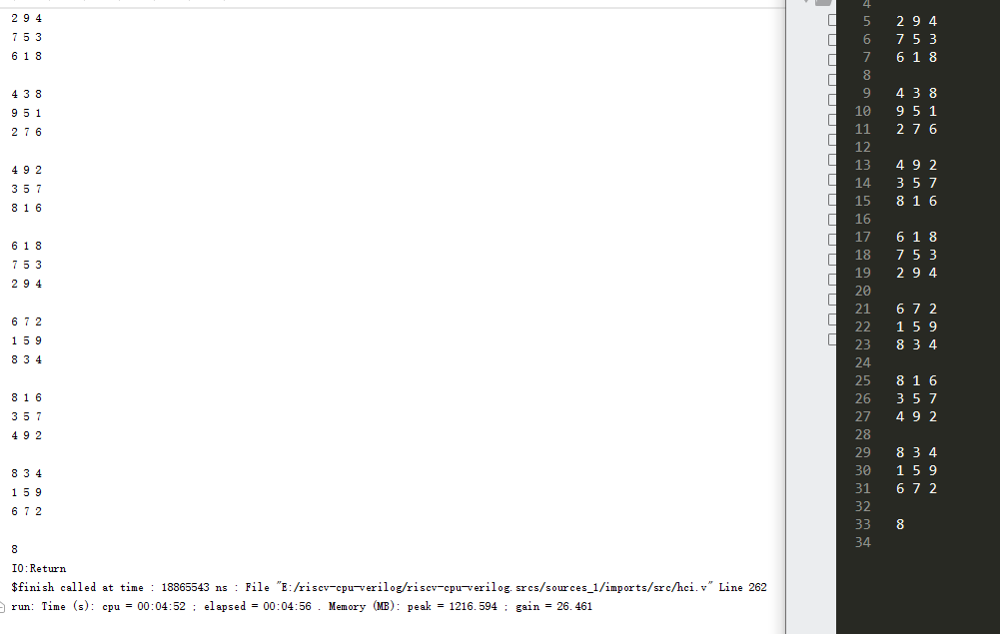 2 9 4
7 5 3
6 1 8
4 3 8
9 5 1
2 7 6
4 9 2
3 5 7
8 1 6
6 1 8
7 5 3
2 9 4
6 7 2
1 5 9
8 3 4
8 1 6
3 5 7
4 9 2
8 3 4
1 5 9
6 7 2
8
IO:Return
$finish called at time : 18865543 ns : File "E:/riscv-cpu-verilog/riscv-cpu-verilog.srcs/sources_1/imports/src/hci.v" Line 262
run: Time (s): cpu = 00:04:52 ; elapsed = 00:04:56 . Memory (MB): peak = 1216.594 ; gain = 26.461
4
5 2 9 4
6 7 5 3
7 6 1 8
8
9 4 3 8
10 9 5 1
11 2 7 6
12
13 4 9 2
14 3 5 7
15 8 1 6
16
17 6 1 8
18 7 5 3
19 2 9 4
20
21 6 7 2
22 1 5 9
23 8 3 4
24
25 8 1 6
26 3 5 7
27 4 9 2
28
29 8 3 4
30 1 5 9
31 6 7 2
32
33 8
34